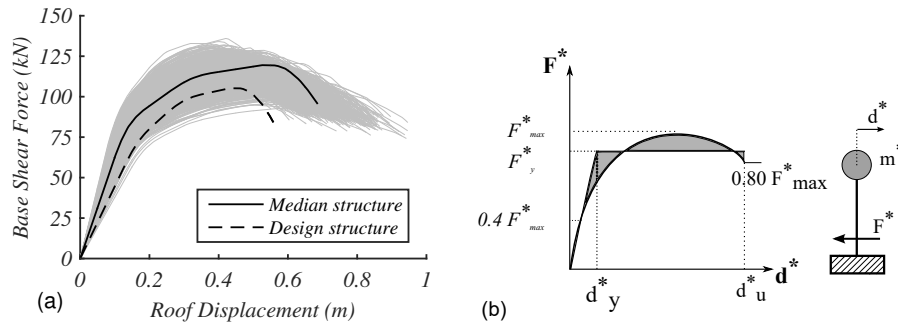 Base Shear Force (kN)
150
125
100
75
50
25
0
0
0.2
0.4
0.6
0.8
1
Roof Displacement (m)
Median structure
Design structure
(a)
F*
F*max
F*y
0.4 F*max
0.80 F*max
d*y
d*u
d*
(b)
d*
m*
F*